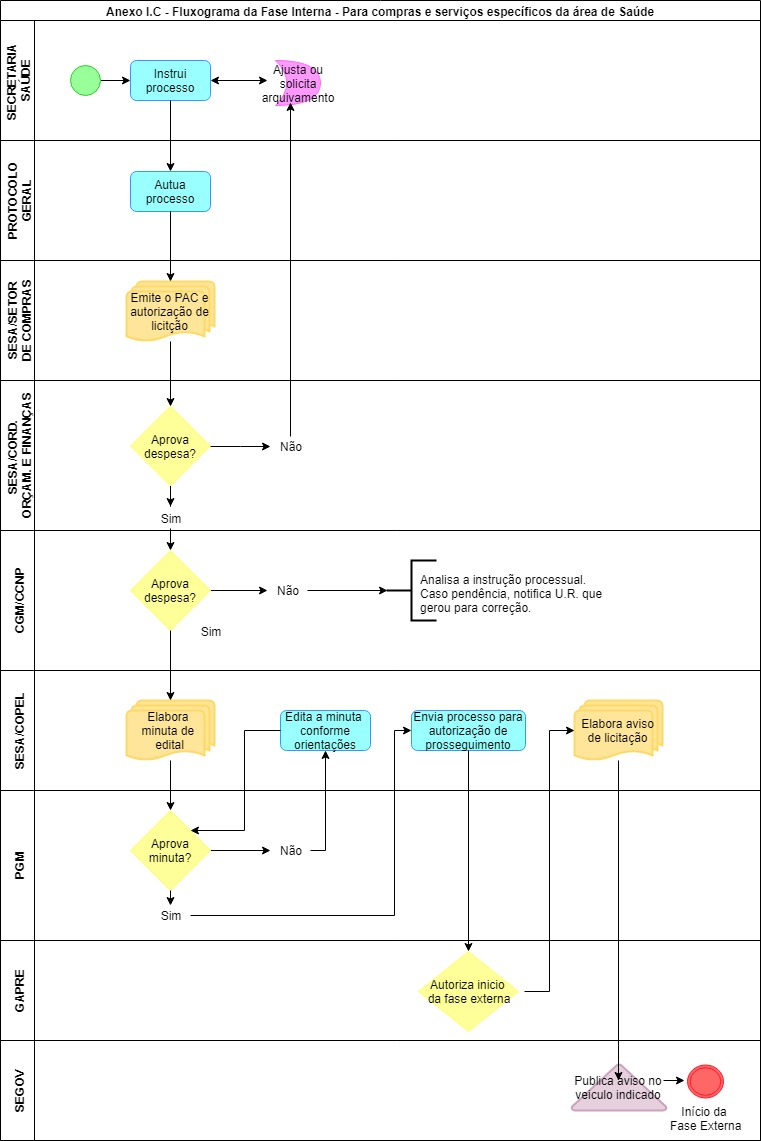 Anexo I.C - Fluxograma da Fase Interna - Para compras e serviços específicos da área de Saúde
SECRETARIA
SAÚDE
Instrui
processo
Ajusta ou
solicita
arquivamento
PROTOCOLO
GERAL
Autua
processo
SESA/SETOR
DE COMPRAS
Emite o PAC e
autorização de
licitção
SESA/CORD.
ORÇAM. E FINANÇAS
Aprova
despesa?
Não
Sim
CGM/CCNP
Aprova
despesa?
Não
Analisa a instrução processual.
Caso pendência, notifica U.R. que
gerou para correção.
Sim
SESA/COPEL
Elabora
minuta de
edital
Edita a minuta
conforme
orientações
Envia processo para
autorização de
prosseguimento
Elabora aviso
de licitação
PGM
Aprova
minuta?
Não
Sim
GAPRE
Autoriza inicio
da fase externa
SEGOV
Publica aviso no
veículo indicado
Início da
Fase Externa